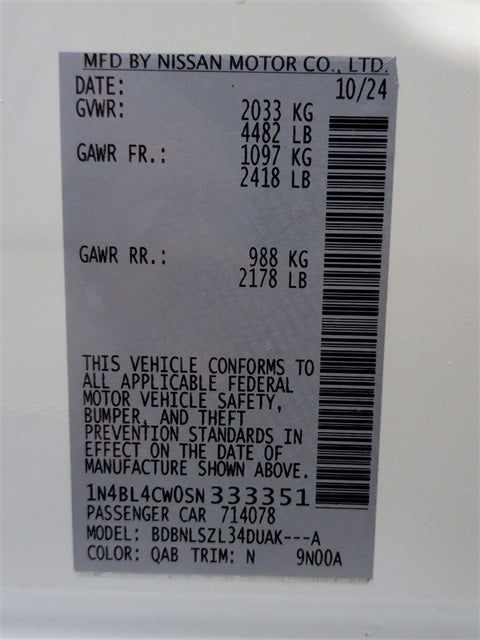 MFD BY NISSAN MOTOR CO., LTD.
DATE: 10/24
GVWR: 2033 KG
4482 LB
GAWR FR.: 1097 KG
2418 LB
GAWR RR.: 988 KG
2178 LB
THIS VEHICLE CONFORMS TO
ALL APPLICABLE FEDERAL
MOTOR VEHICLE SAFETY,
BUMPER, AND THEFT
PREVENTION STANDARDS IN
EFFECT ON THE DATE OF
MANUFACTURE SHOWN ABOVE.
1N4BL4CW0SN333351
PASSENGER CAR 714078
MODEL: BDBNLSZL34DUAK---A
COLOR: QAB TRIM: N 9N00A